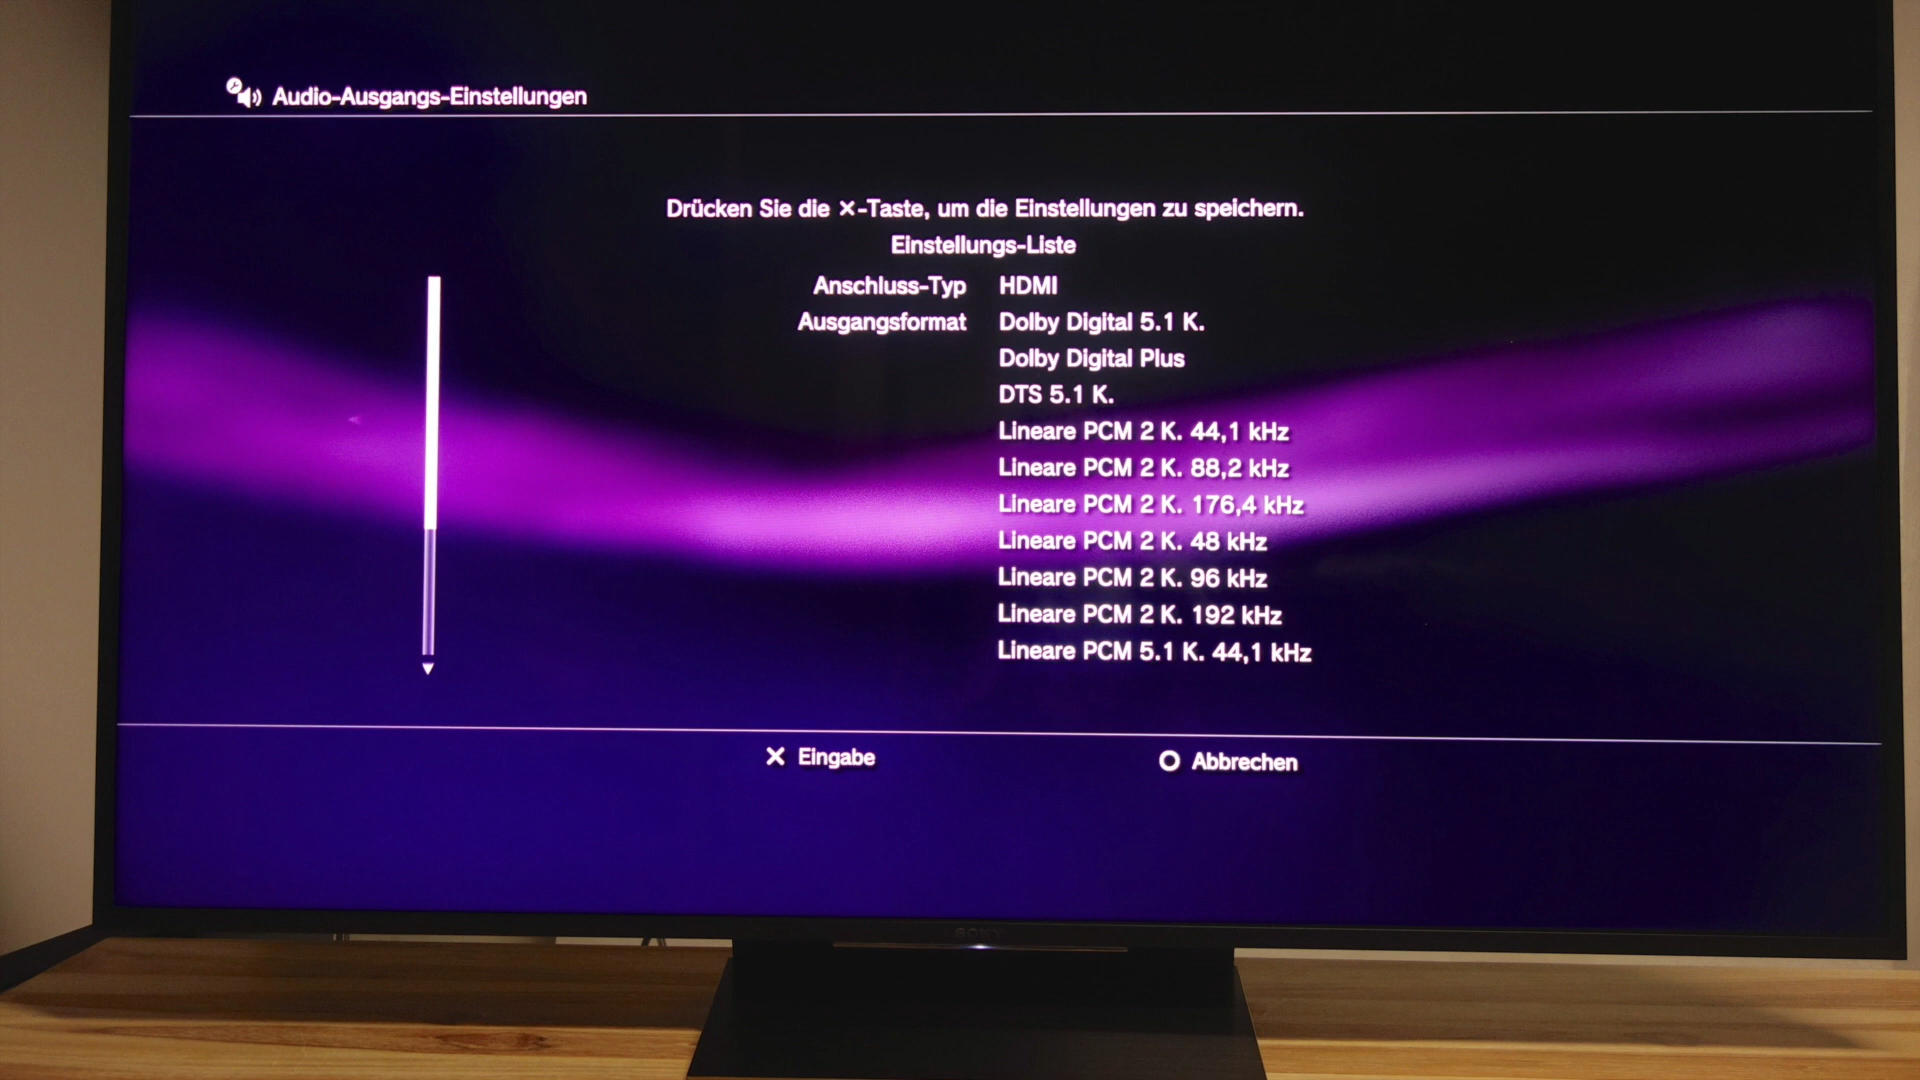 Audio-Ausgangs-Einstellungen
Drücken Sie die ✕-Taste, um die Einstellungen zu speichern.
Einstellungs-Liste
Anschluss-Typ HDMI
Ausgangsformat Dolby Digital 5.1 K.
Dolby Digital Plus
DTS 5.1 K.
Lineare PCM 2 K. 44,1 kHz
Lineare PCM 2 K. 88,2 kHz
Lineare PCM 2 K. 176,4 kHz
Lineare PCM 2 K. 48 kHz
Lineare PCM 2 K. 96 kHz
Lineare PCM 2 K. 192 kHz
Lineare PCM 5.1 K. 44,1 kHz
✕ Eingabe ○ Abbrechen
SONY